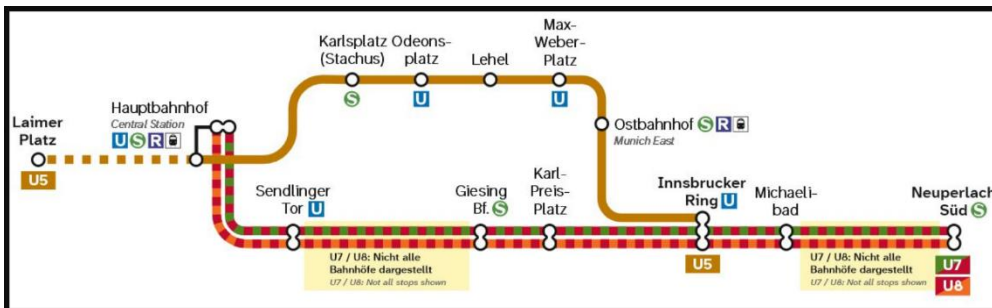 Laimer
Platz
U5
Hauptbahnhof
Central Station
U S R
Karlsplatz
(Stachus)
S
Odeons-
platz
U
Lehel
Max-
Weber-
Platz
U
Ostbahnhof S R
Munich East
Sendlinger
Tor U
Giesing
Bf. S
Karl-
Preis-
Platz
Innsbrucker
Ring U
U5
Michaeli-
bad
Neuperlach
Süd S
U7
U8
U7 / U8: Nicht alle
Bahnhöfe dargestellt
U7 / U8: Not all stops shown
U7 / U8: Nicht alle
Bahnhöfe dargestellt
U7 / U8: Not all stops shown